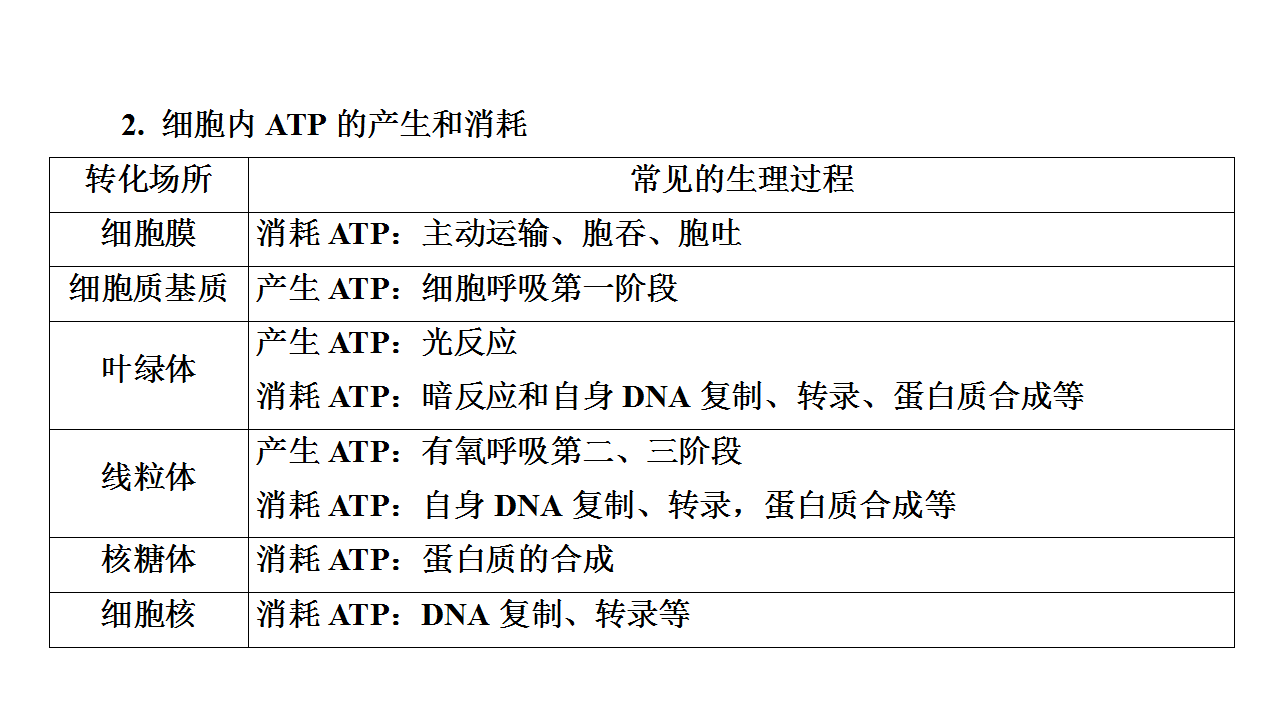 2. 细胞内 ATP 的产生和消耗
转化场所 常见的生理过程
细胞膜 消耗 ATP：主动运输、胞吞、胞吐
细胞质基质 产生 ATP：细胞呼吸第一阶段
叶绿体
产生 ATP：光反应
消耗 ATP：暗反应和自身 DNA 复制、转录、蛋白质合成等
线粒体
产生 ATP：有氧呼吸第二、三阶段
消耗 ATP：自身 DNA 复制、转录，蛋白质合成等
核糖体 消耗 ATP：蛋白质的合成
细胞核 消耗 ATP：DNA 复制、转录等